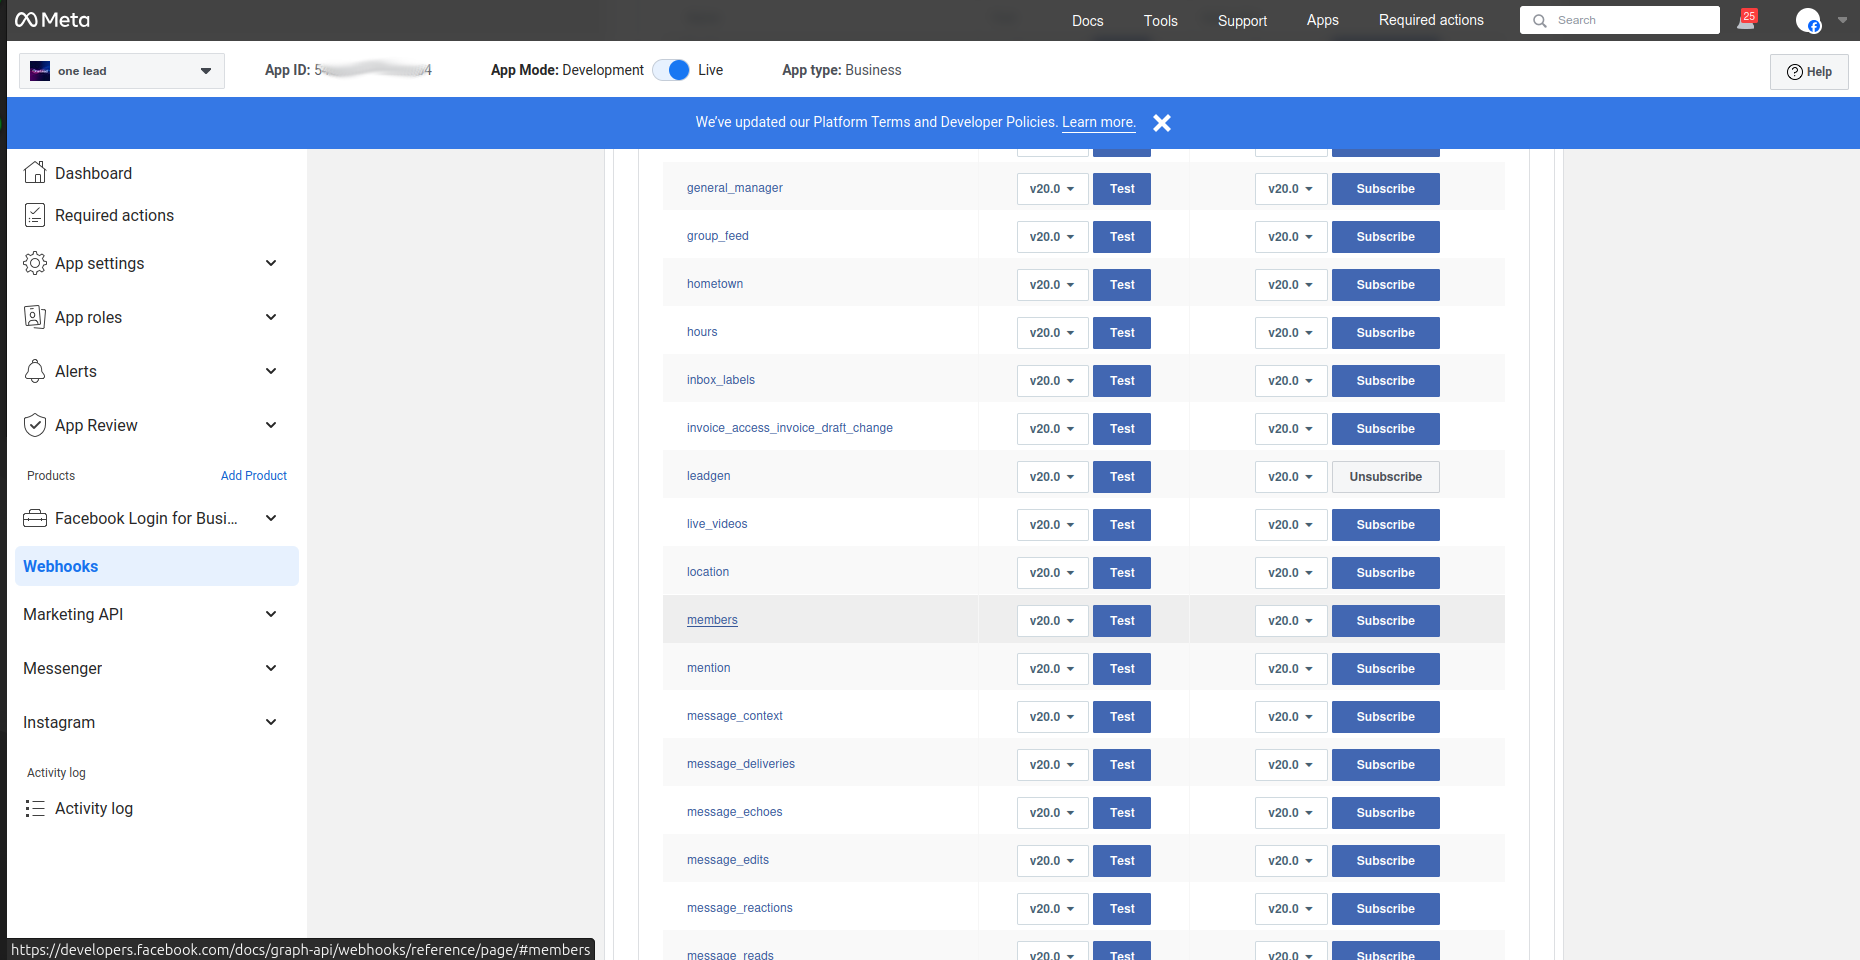 Meta
Docs Tools Support Apps Required actions Search 25
one lead App ID: App Mode: Development Live App type: Business Help
We've updated our Platform Terms and Developer Policies. Learn more.
Dashboard
Required actions
App settings
App roles
Alerts
App Review
Products Add Product
Facebook Login for Busi...
Webhooks
Marketing API
Messenger
Instagram
Activity log
Activity log
general_manager v20.0 Test v20.0 Subscribe
group_feed v20.0 Test v20.0 Subscribe
hometown v20.0 Test v20.0 Subscribe
hours v20.0 Test v20.0 Subscribe
inbox_labels v20.0 Test v20.0 Subscribe
invoice_access_invoice_draft_change v20.0 Test v20.0 Subscribe
leadgen v20.0 Test v20.0 Unsubscribe
live_videos v20.0 Test v20.0 Subscribe
location v20.0 Test v20.0 Subscribe
members v20.0 Test v20.0 Subscribe
mention v20.0 Test v20.0 Subscribe
message_context v20.0 Test v20.0 Subscribe
message_deliveries v20.0 Test v20.0 Subscribe
message_echoes v20.0 Test v20.0 Subscribe
message_edits v20.0 Test v20.0 Subscribe
message_reactions v20.0 Test v20.0 Subscribe
message_reads v20.0 Test v20.0 Subscribe
https://developers.facebook.com/docs/graph-api/webhooks/reference/page/#members